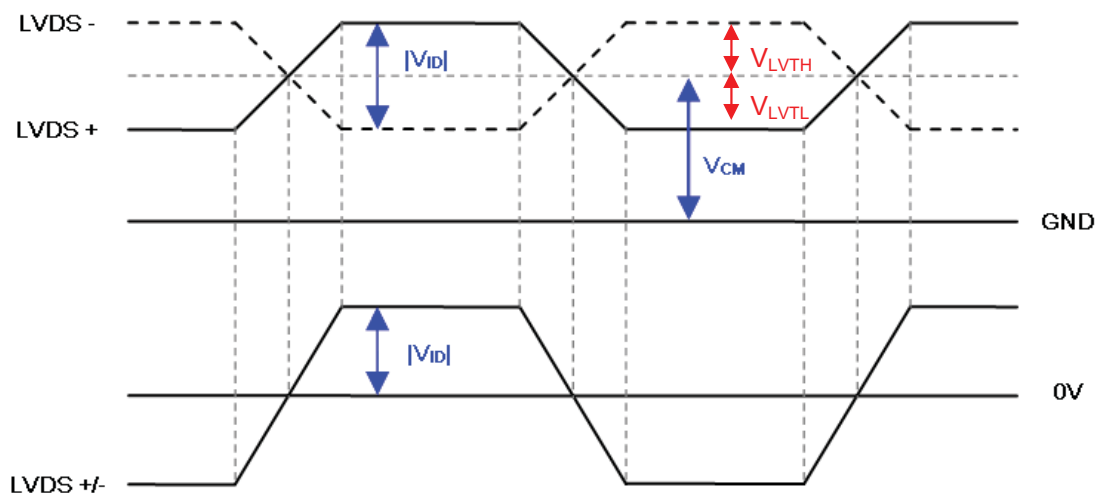 LVDS -
|VID|
VLVTH
VLVTL
LVDS +
VCM
GND
|VID|
0V
LVDS +/-